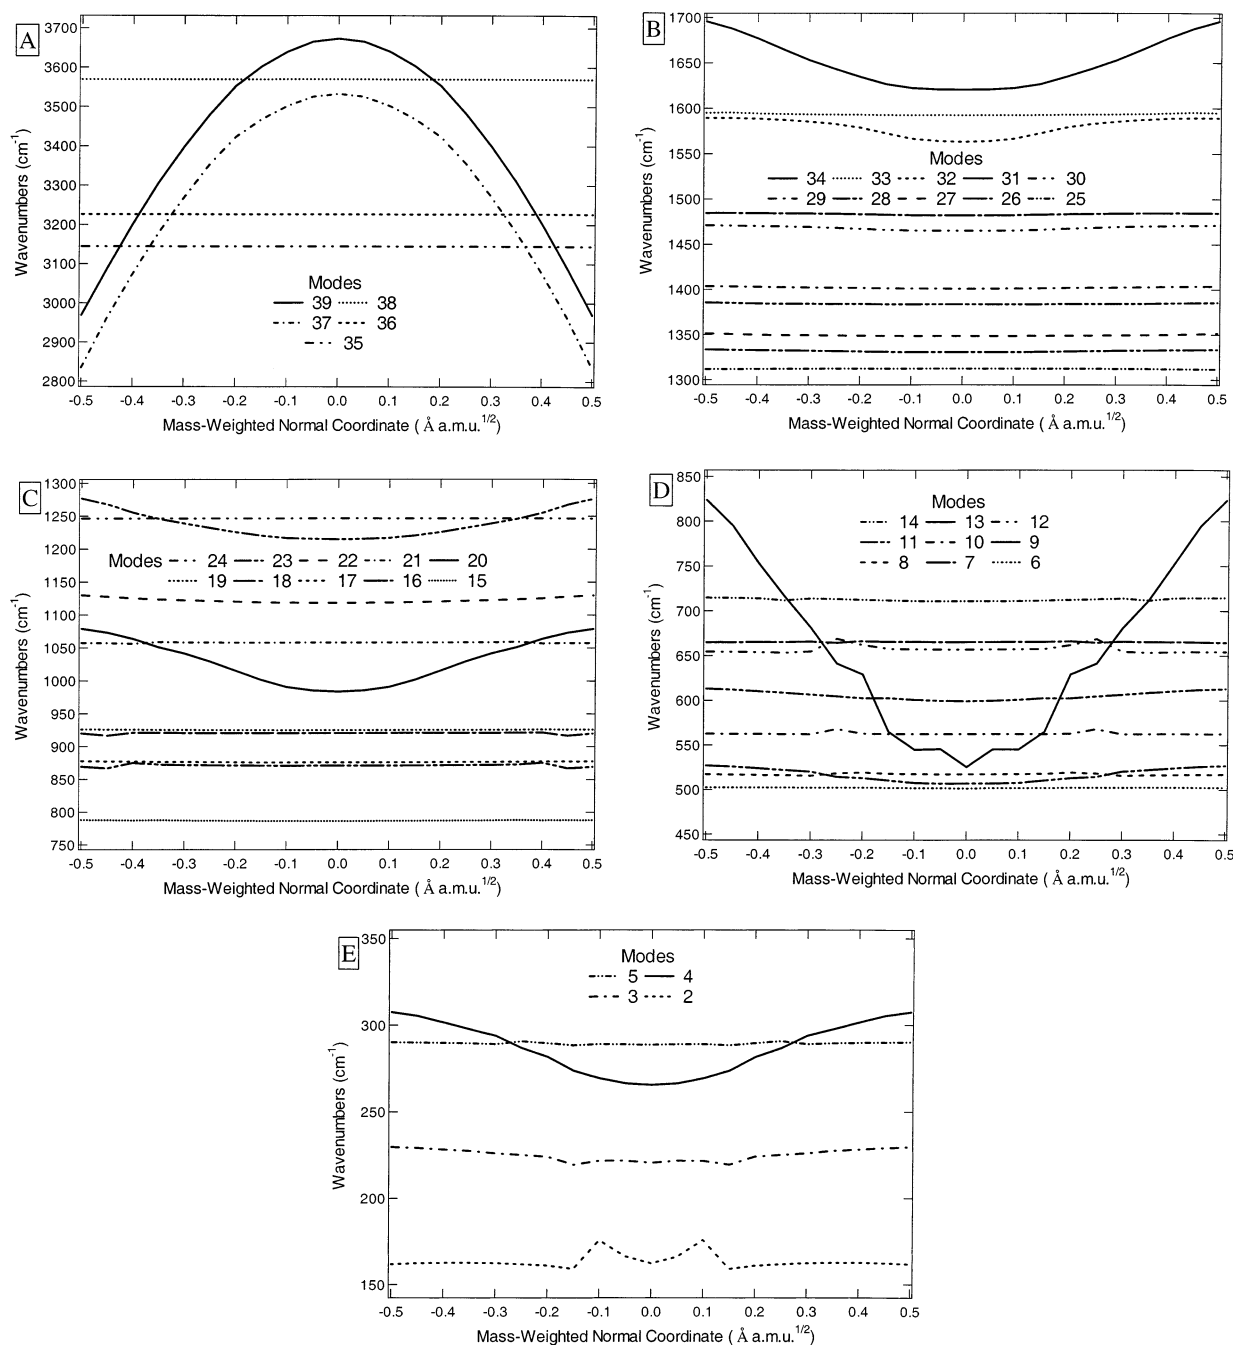 A
3700
3600
3500
3400
3300
3200
3100
3000
2900
2800
Wavenumbers (cm-1)
Modes
39 38
37 36
35
-0.5 -0.4 -0.3 -0.2 -0.1 0.0 0.1 0.2 0.3 0.4 0.5
Mass-Weighted Normal Coordinate ( Å a.m.u.1/2)
B
1700
1650
1600
1550
1500
1450
1400
1350
1300
Wavenumbers (cm-1)
Modes
34 33 32 31 30
29 28 27 26 25
-0.5 -0.4 -0.3 -0.2 -0.1 0.0 0.1 0.2 0.3 0.4 0.5
Mass-Weighted Normal Coordinate ( Å a.m.u.1/2)
C
1300
1250
1200
1150
1100
1050
1000
950
900
850
800
750
Wavenumbers (cm-1)
Modes 24 23 22 21 20
19 18 17 16 15
-0.5 -0.4 -0.3 -0.2 -0.1 0.0 0.1 0.2 0.3 0.4 0.5
Mass-Weighted Normal Coordinate ( Å a.m.u.1/2)
D
850
800
750
700
650
600
550
500
450
Wavenumbers (cm-1)
Modes
14 13 12
11 10 9
8 7 6
-0.5 -0.4 -0.3 -0.2 -0.1 0.0 0.1 0.2 0.3 0.4 0.5
Mass-Weighted Normal Coordinate ( Å a.m.u.1/2)
E
350
300
250
200
150
Wavenumbers (cm-1)
Modes
5 4
3 2
-0.5 -0.4 -0.3 -0.2 -0.1 0.0 0.1 0.2 0.3 0.4 0.5
Mass-Weighted Normal Coordinate ( Å a.m.u.1/2)